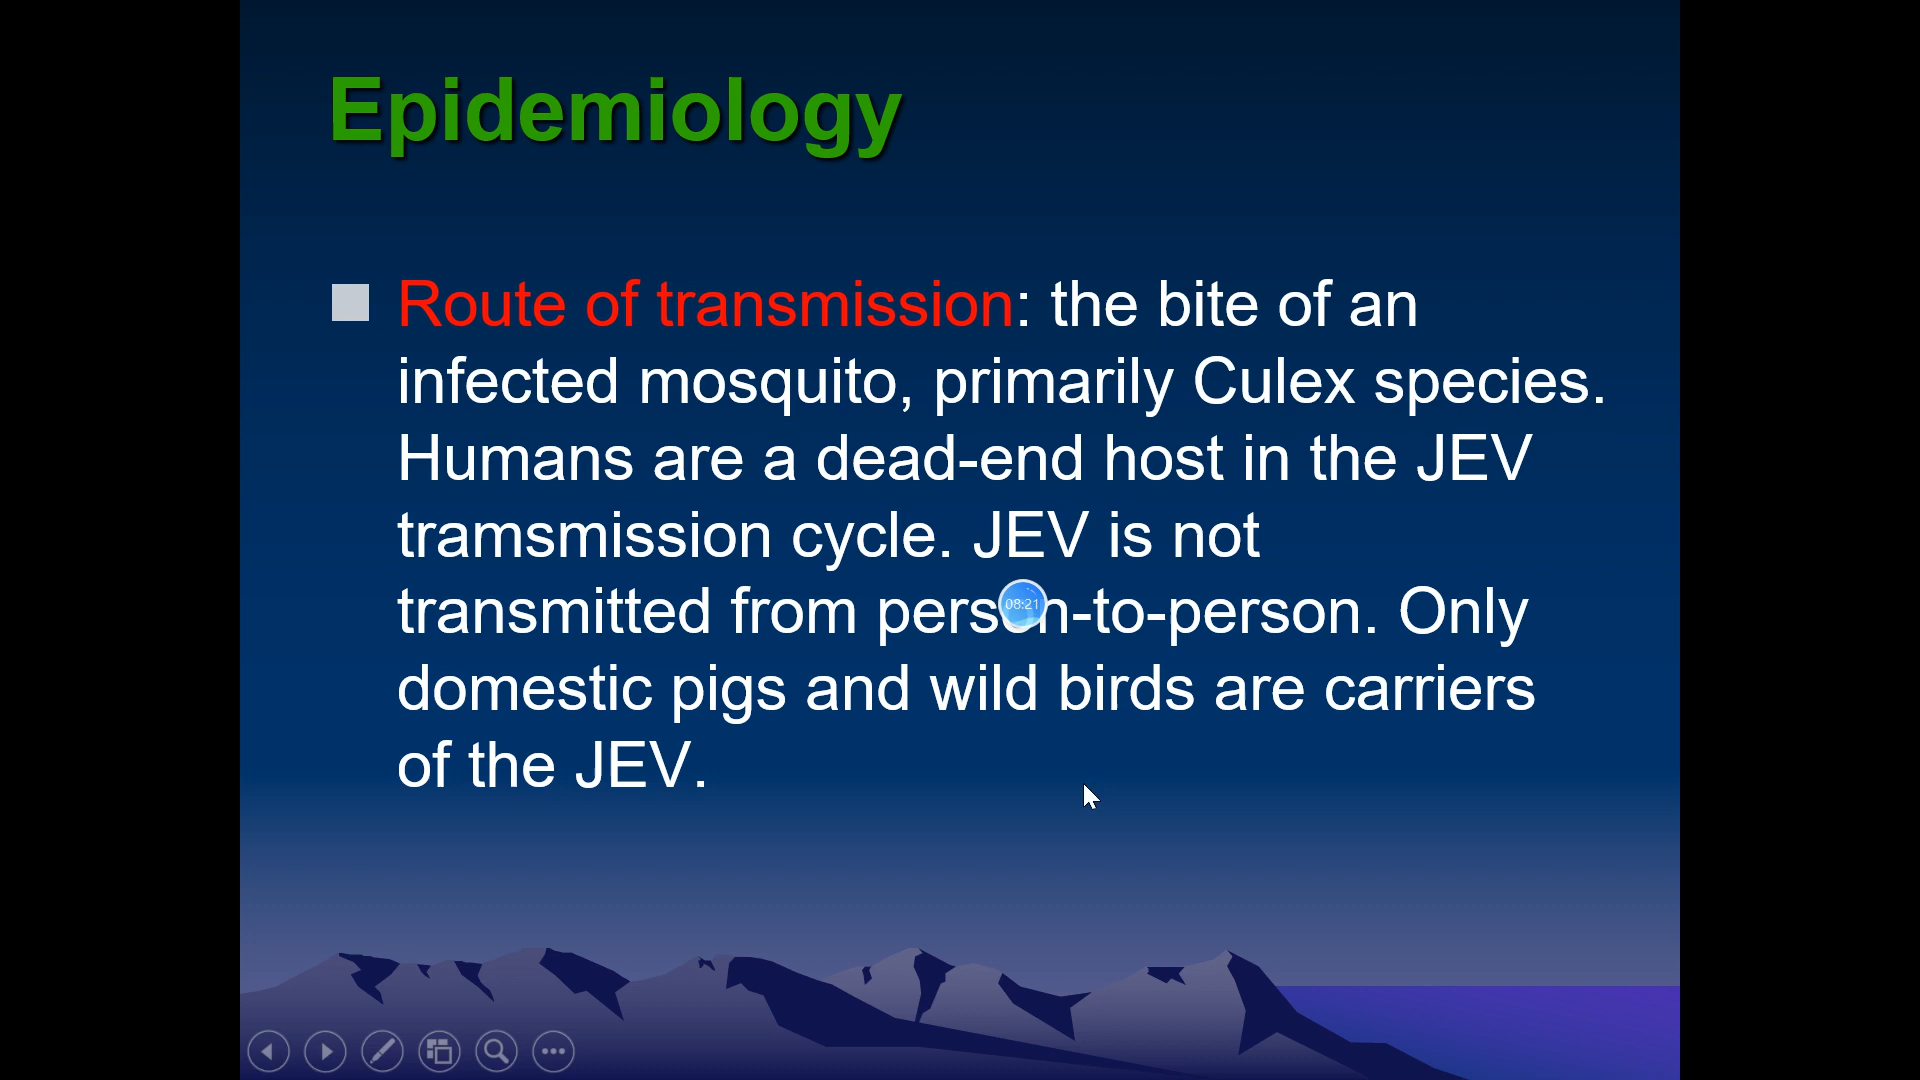 Epidemiology
Route of transmission: the bite of an
infected mosquito, primarily Culex species.
Humans are a dead-end host in the JEV
tramsmission cycle. JEV is not
transmitted from person-to-person. Only
domestic pigs and wild birds are carriers
of the JEV.
08:21